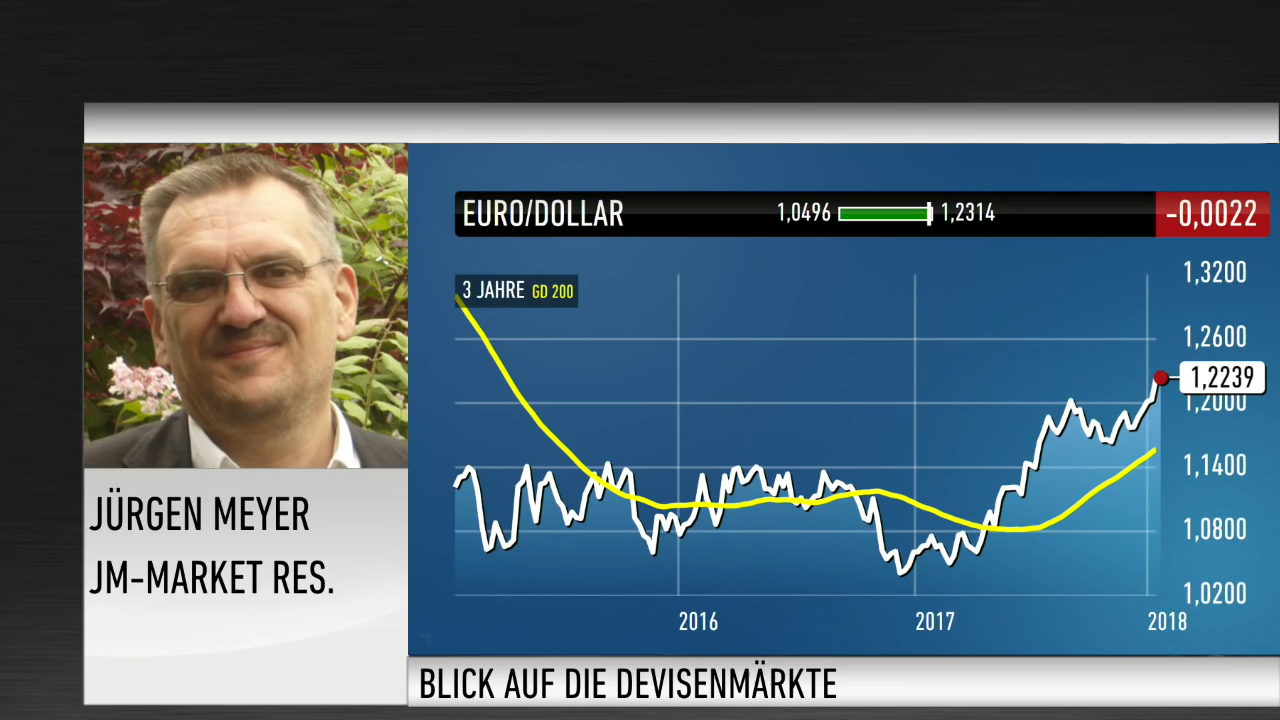 EURO/DOLLAR 1,0496 1,2314 -0,0022
3 JAHRE GD 200
1,3200
1,2600
1,2239
1,2000
1,1400
1,0800
1,0200
2016 2017 2018
JÜRGEN MEYER
JM-MARKET RES.
BLICK AUF DIE DEVISENMÄRKTE